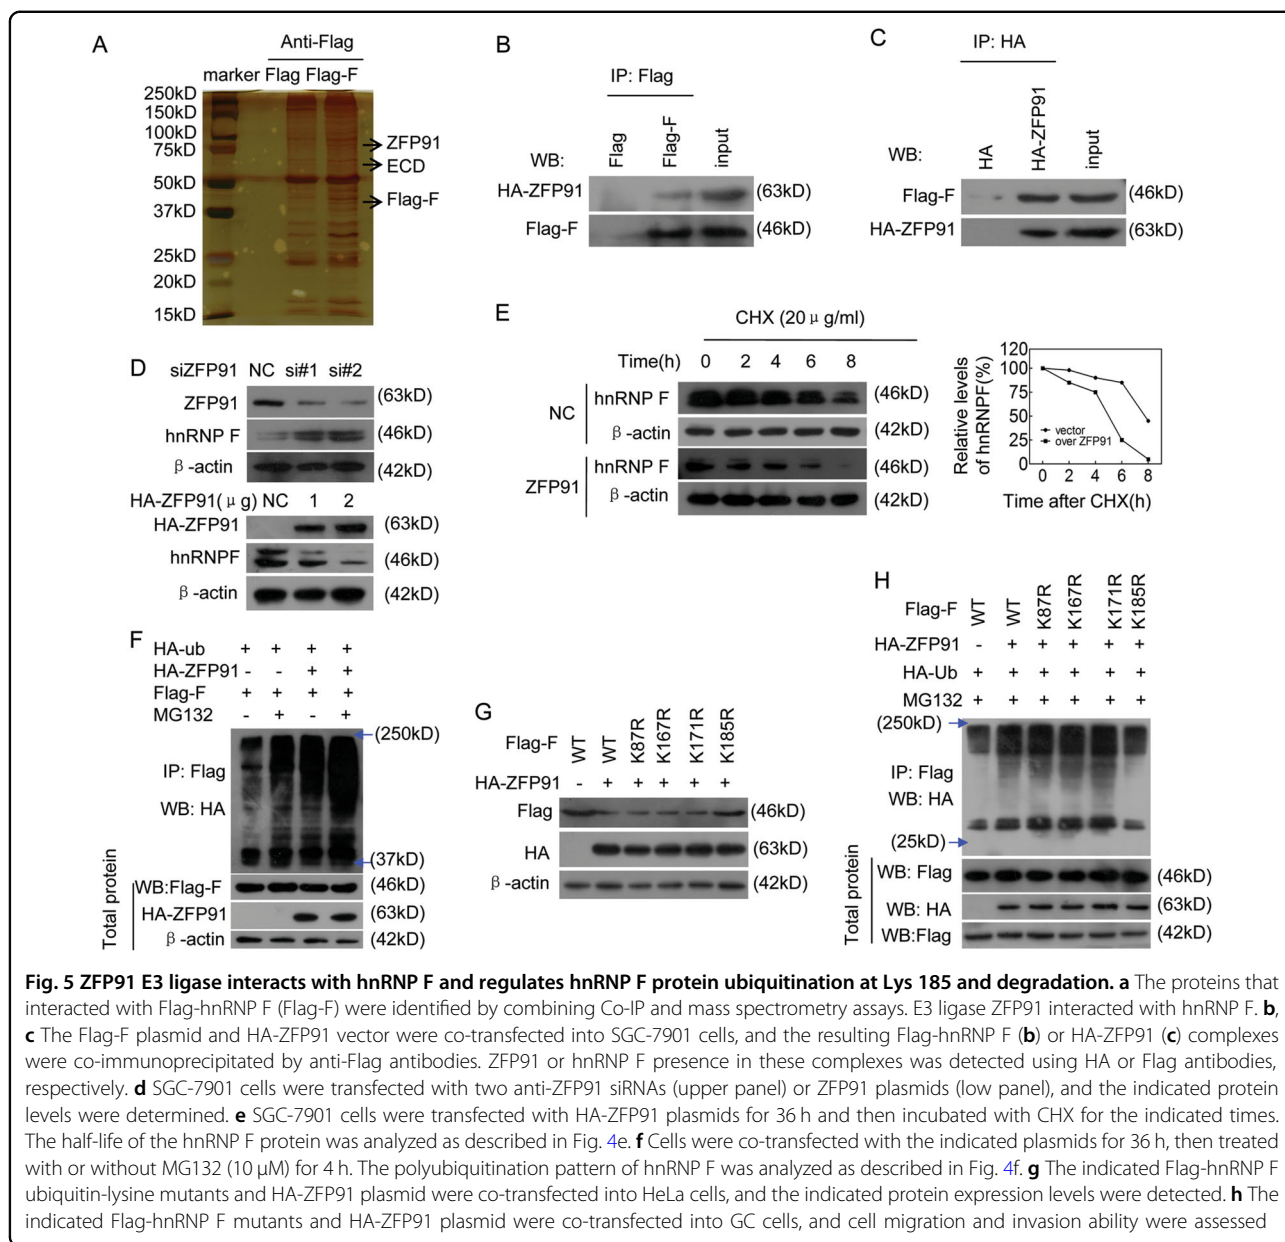 A
Anti-Flag
marker Flag Flag-F
250kD
150kD
100kD
75kD
50kD
37kD
25kD
20kD
15kD
ZFP91
ECD
Flag-F
B
IP: Flag
WB:
Flag
Flag-F
input
HA-ZFP91 (63kD)
Flag-F (46kD)
C
IP: HA
WB:
HA
HA-ZFP91
input
Flag-F (46kD)
HA-ZFP91 (63kD)
D
siZFP91 NC si#1 si#2
ZFP91 (63kD)
hnRNP F (46kD)
β-actin (42kD)
HA-ZFP91(μg) NC 1 2
HA-ZFP91 (63kD)
hnRNPF (46kD)
β-actin (42kD)
E
CHX (20μg/ml)
Time(h) 0 2 4 6 8
NC
hnRNP F (46kD)
β-actin (42kD)
ZFP91
hnRNP F (46kD)
β-actin (42kD)
Relative levels
of hnRNPF(%)
120
100
75
50
25
0
vector
over ZFP91
0 2 4 6 8
Time after CHX(h)
F
HA-ub + + + +
HA-ZFP91 - - + +
Flag-F + + + +
MG132 - + - +
(250kD)
IP: Flag
WB: HA
(37kD)
Total protein
WB:Flag-F (46kD)
HA-ZFP91 (63kD)
β-actin (42kD)
G
Flag-F WT WT K87R K167R K171R K185R
HA-ZFP91 - + + + + +
Flag (46kD)
HA (63kD)
β-actin (42kD)
H
Flag-F WT WT K87R K167R K171R K185R
HA-ZFP91 - + + + + +
HA-Ub + + + + + +
MG132 + + + + + +
(250kD)
IP: Flag
WB: HA
(25kD)
Total protein
WB: Flag (46kD)
WB: HA (63kD)
WB:Flag (42kD)
Fig. 5 ZFP91 E3 ligase interacts with hnRNP F and regulates hnRNP F protein ubiquitination at Lys 185 and degradation. a The proteins that
interacted with Flag-hnRNP F (Flag-F) were identified by combining Co-IP and mass spectrometry assays. E3 ligase ZFP91 interacted with hnRNP F. b,
c The Flag-F plasmid and HA-ZFP91 vector were co-transfected into SGC-7901 cells, and the resulting Flag-hnRNP F (b) or HA-ZFP91 (c) complexes
were co-immunoprecipitated by anti-Flag antibodies. ZFP91 or hnRNP F presence in these complexes was detected using HA or Flag antibodies,
respectively. d SGC-7901 cells were transfected with two anti-ZFP91 siRNAs (upper panel) or ZFP91 plasmids (low panel), and the indicated protein
levels were determined. e SGC-7901 cells were transfected with HA-ZFP91 plasmids for 36 h and then incubated with CHX for the indicated times.
The half-life of the hnRNP F protein was analyzed as described in Fig. 4e. f Cells were co-transfected with the indicated plasmids for 36 h, then treated
with or without MG132 (10 μM) for 4 h. The polyubiquitination pattern of hnRNP F was analyzed as described in Fig. 4f. g The indicated Flag-hnRNP F
ubiquitin-lysine mutants and HA-ZFP91 plasmid were co-transfected into HeLa cells, and the indicated protein expression levels were detected. h The
indicated Flag-hnRNP F mutants and HA-ZFP91 plasmid were co-transfected into GC cells, and cell migration and invasion ability were assessed